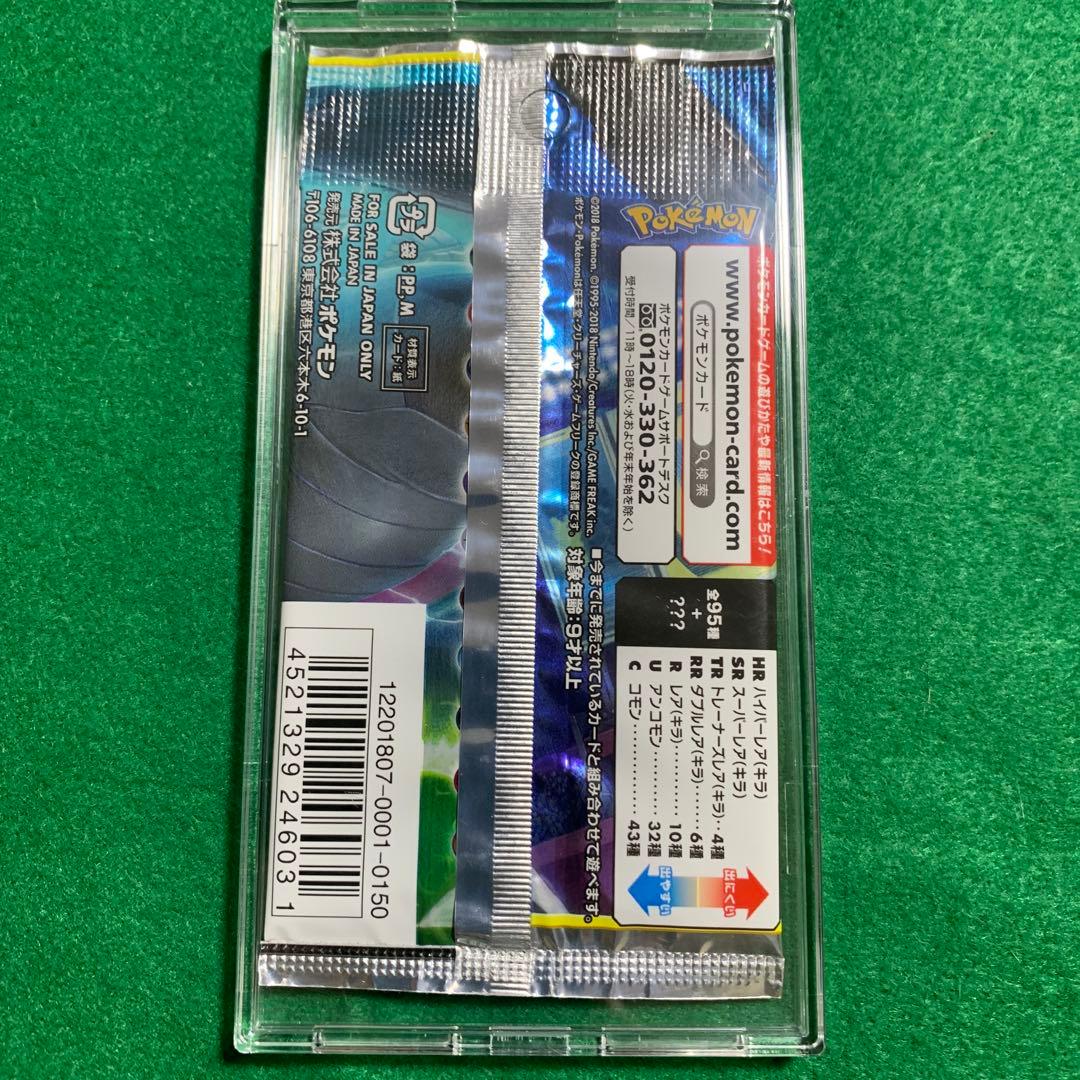 POKéMON
ポケモンカードゲームの遊びかたや最新情報はこちら!
www.pokemon-card.com
ポケモンカード 検索
ポケモンカードゲームサポートデスク
0120-330-362
受付時間/11時〜18時(火・水および年末年始を除く)
©2018 Pokémon. ©1995-2018 Nintendo/Creatures Inc./GAME FREAK inc.
ポケモン・Pokémonは任天堂・クリーチャーズ・ゲームフリークの登録商標です。
全95種
+
???
HR ハイパーレア(キラ)
SR スーパーレア(キラ)
TR トレーナーズレア(キラ)‥4種
RR ダブルレア(キラ)‥‥‥6種
R レア(キラ)‥‥‥‥‥10種
U アンコモン‥‥‥‥‥32種
C コモン‥‥‥‥‥‥‥43種
出にくい
出やすい
■今までに発売されているカードと組み合わせて遊べます。
対象年齢:9才以上
プラ
袋:PP,M
材質表示
カード:紙
FOR SALE IN JAPAN ONLY
MADE IN JAPAN
発売元 株式会社ポケモン
〒106-6108 東京都港区六本木6-10-1
12201807-0001-0150
4521329 246031